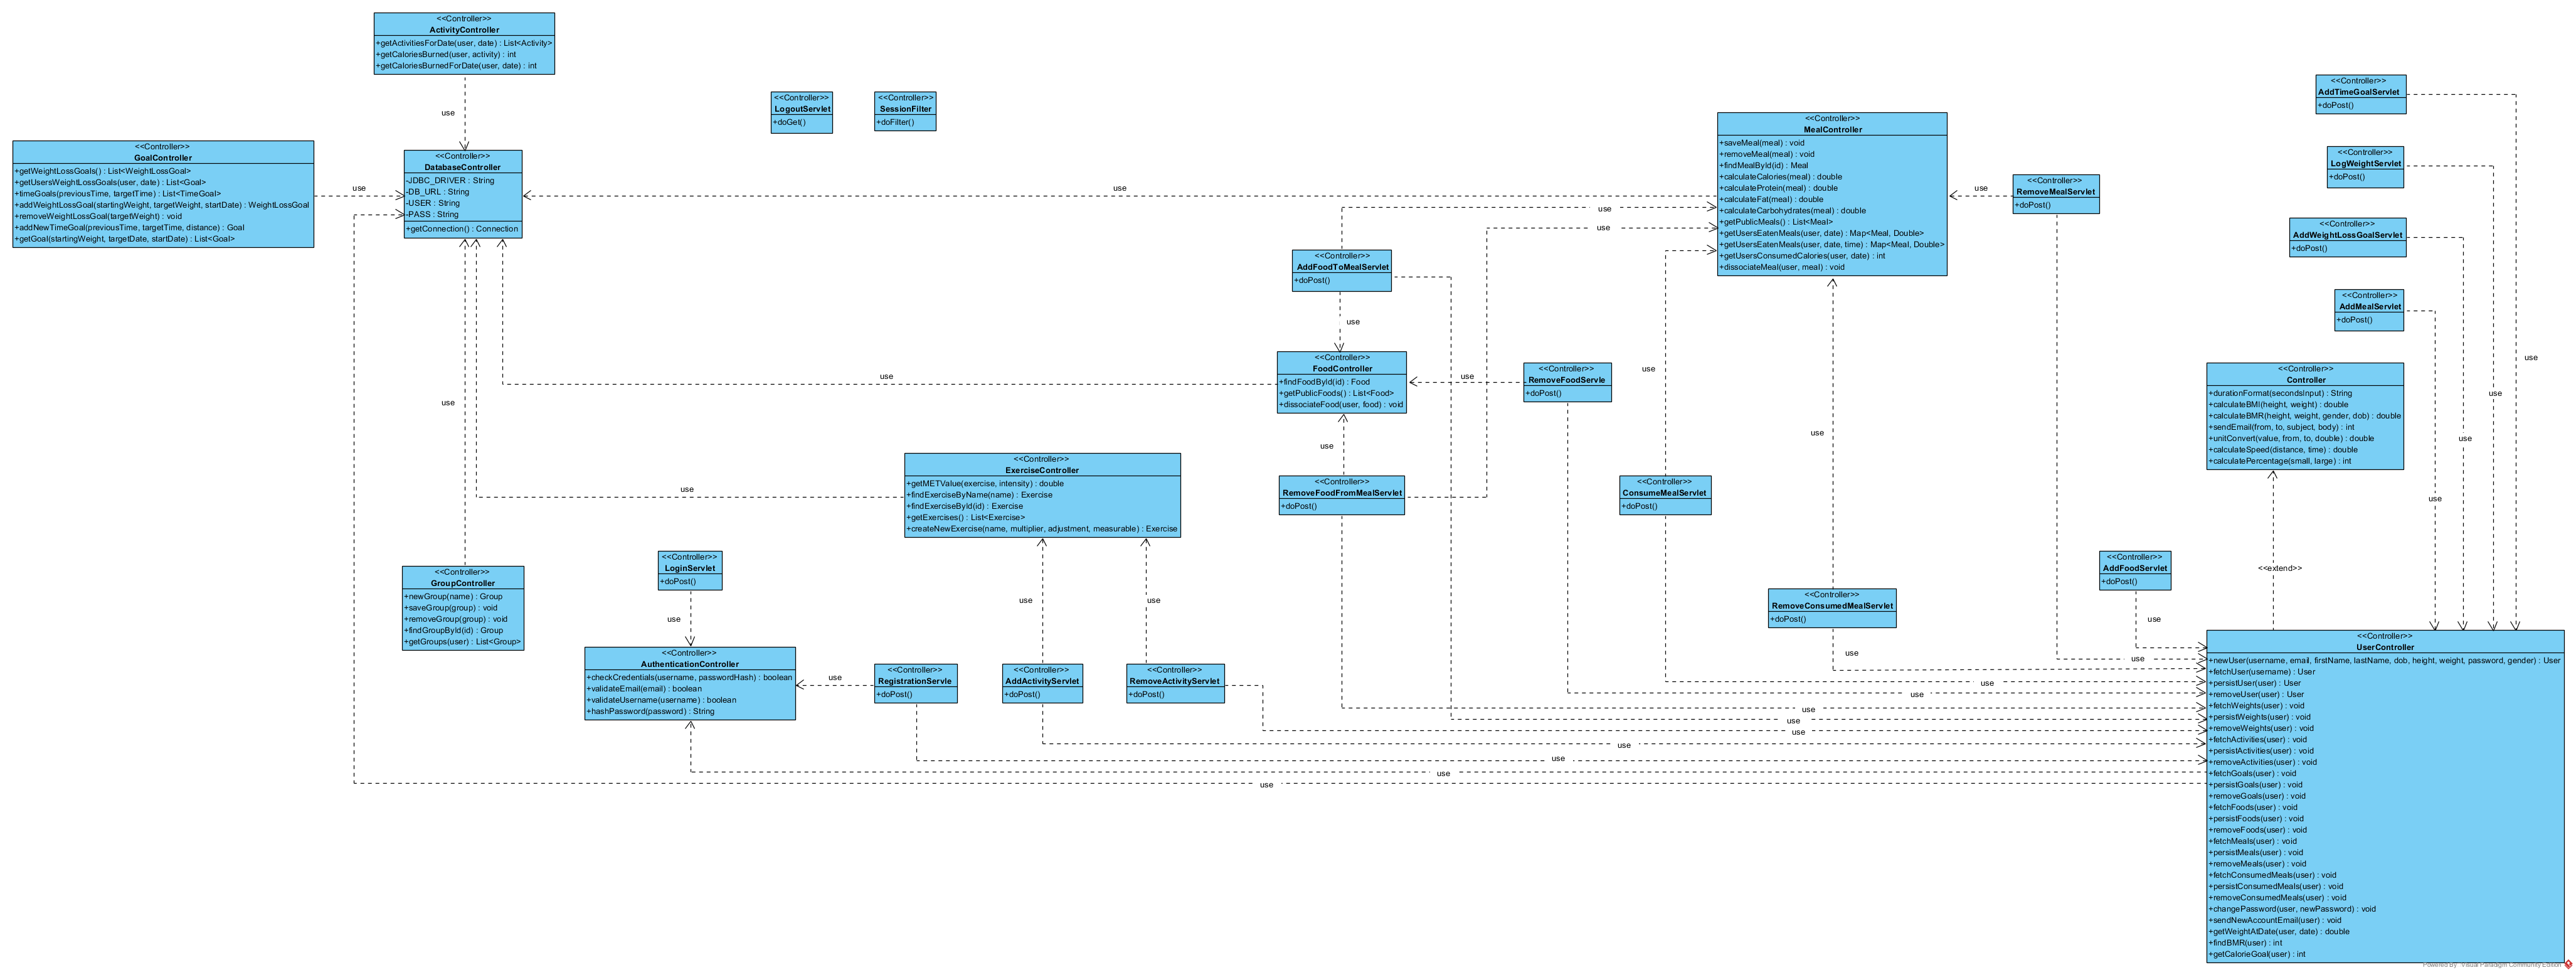 <<Controller>>
ActivityController
+getActivitiesForDate(user, date) : List<Activity>
+getCaloriesBurned(user, activity) : int
+getCaloriesBurnedForDate(user, date) : int
use
<<Controller>>
LogoutServlet
+doGet()
<<Controller>>
SessionFilter
+doFilter()
<<Controller>>
GoalController
+getWeightLossGoals() : List<WeightLossGoal>
+getUsersWeightLossGoals(user, date) : List<Goal>
+timeGoals(previousTime, targetTime) : List<TimeGoal>
+addWeightLossGoal(startingWeight, targetWeight, startDate) : WeightLossGoal
+removeWeightLossGoal(targetWeight) : void
+addNewTimeGoal(previousTime, targetTime, distance) : Goal
+getGoal(startingWeight, targetDate, startDate) : List<Goal>
use
<<Controller>>
DatabaseController
-JDBC_DRIVER : String
-DB_URL : String
-USER : String
-PASS : String
+getConnection() : Connection
use
<<Controller>>
MealController
+saveMeal(meal) : void
+removeMeal(meal) : void
+findMealById(id) : Meal
+calculateCalories(meal) : double
+calculateProtein(meal) : double
+calculateFat(meal) : double
+calculateCarbohydrates(meal) : double
+getPublicMeals() : List<Meal>
+getUsersEatenMeals(user, date) : Map<Meal, Double>
+getUsersEatenMeals(user, date, time) : Map<Meal, Double>
+getUsersConsumedCalories(user, date) : int
+dissociateMeal(user, meal) : void
use
<<Controller>>
RemoveMealServlet
+doPost()
<<Controller>>
AddTimeGoalServlet
+doPost()
<<Controller>>
LogWeightServlet
+doPost()
<<Controller>>
AddWeightLossGoalServlet
+doPost()
<<Controller>>
AddMealServlet
+doPost()
use
use
<<Controller>>
AddFoodToMealServlet
+doPost()
use
<<Controller>>
FoodController
+findFoodById(id) : Food
+getPublicFoods() : List<Food>
+dissociateFood(user, food) : void
use
use
<<Controller>>
RemoveFoodServle
+doPost()
use
use
use
use
use
use
<<Controller>>
Controller
+durationFormat(secondsInput) : String
+calculateBMI(height, weight) : double
+calculateBMR(height, weight, gender, dob) : double
+sendEmail(from, to, subject, body) : int
+unitConvert(value, from, to, double) : double
+calculateSpeed(distance, time) : double
+calculatePercentage(small, large) : int
use
use
use
<<Controller>>
ExerciseController
+getMETValue(exercise, intensity) : double
+findExerciseByName(name) : Exercise
+findExerciseById(id) : Exercise
+getExercises() : List<Exercise>
+createNewExercise(name, multiplier, adjustment, measurable) : Exercise
<<Controller>>
RemoveFoodFromMealServlet
+doPost()
<<Controller>>
ConsumeMealServlet
+doPost()
<<Controller>>
GroupController
+newGroup(name) : Group
+saveGroup(group) : void
+removeGroup(group) : void
+findGroupById(id) : Group
+getGroups(user) : List<Group>
<<Controller>>
LoginServlet
+doPost()
use
use
use
<<extend>>
<<Controller>>
AddFoodServlet
+doPost()
use
<<Controller>>
RemoveConsumedMealServlet
+doPost()
use
use
<<Controller>>
AuthenticationController
+checkCredentials(username, passwordHash) : boolean
+validateEmail(email) : boolean
+validateUsername(username) : boolean
+hashPassword(password) : String
use
<<Controller>>
RegistrationServle
+doPost()
<<Controller>>
AddActivityServlet
+doPost()
<<Controller>>
RemoveActivityServlet
+doPost()
use
use
use
use
use
use
use
use
use
<<Controller>>
UserController
+newUser(username, email, firstName, lastName, dob, height, weight, password, gender) : User
+fetchUser(username) : User
+persistUser(user) : User
+removeUser(user) : User
+fetchWeights(user) : void
+persistWeights(user) : void
+removeWeights(user) : void
+fetchActivities(user) : void
+persistActivities(user) : void
+removeActivities(user) : void
+fetchGoals(user) : void
+persistGoals(user) : void
+removeGoals(user) : void
+fetchFoods(user) : void
+persistFoods(user) : void
+removeFoods(user) : void
+fetchMeals(user) : void
+persistMeals(user) : void
+removeMeals(user) : void
+fetchConsumedMeals(user) : void
+persistConsumedMeals(user) : void
+removeConsumedMeals(user) : void
+changePassword(user, newPassword) : void
+sendNewAccountEmail(user) : void
+getWeightAtDate(user, date) : double
+findBMR(user) : int
+getCalorieGoal(user) : int
Powered By Visual Paradigm Community Edition